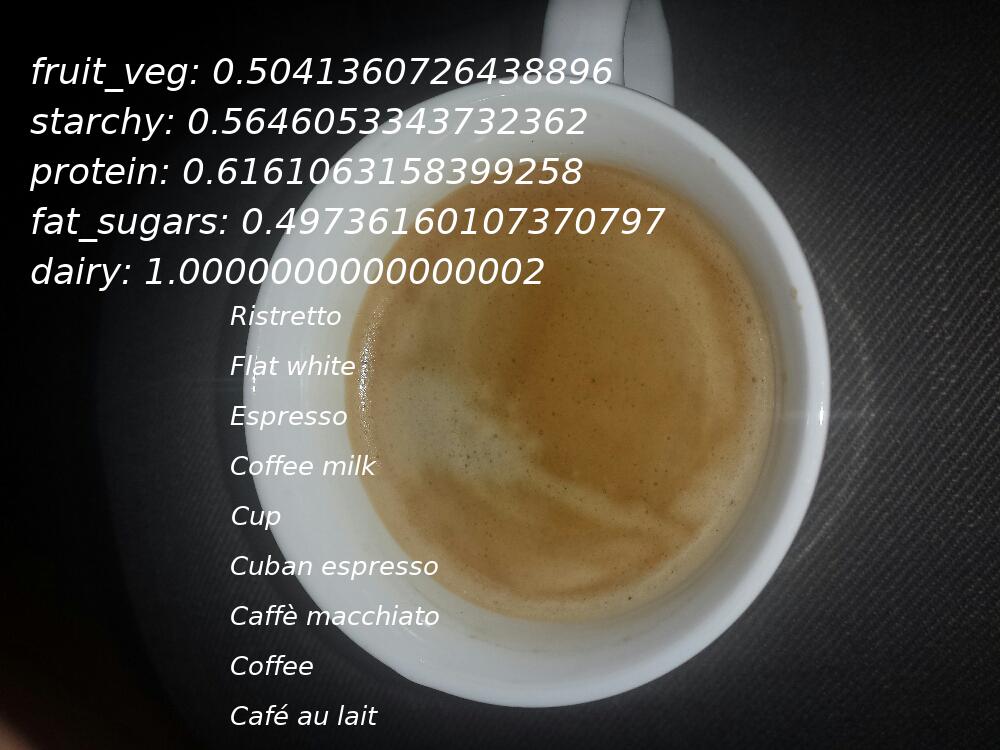 fruit_veg: 0.5041360726438896
starchy: 0.5646053343732362
protein: 0.6161063158399258
fat_sugars: 0.49736160107370797
dairy: 1.0000000000000002
Ristretto
Flat white
Espresso
Coffee milk
Cup
Cuban espresso
Caffè macchiato
Coffee
Café au lait